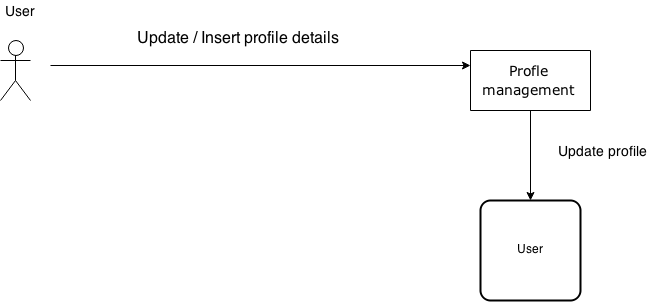 User
Update / Insert profile details
Profle
management
Update profile
User